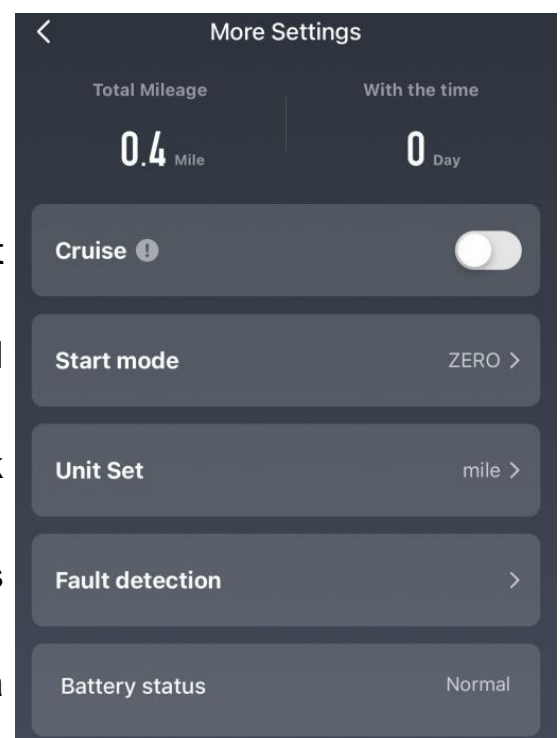 More Settings
Total Mileage With the time
0.4 Mile 0 Day
Cruise
Start mode ZERO >
Unit Set mile >
Fault detection >
Battery status Normal